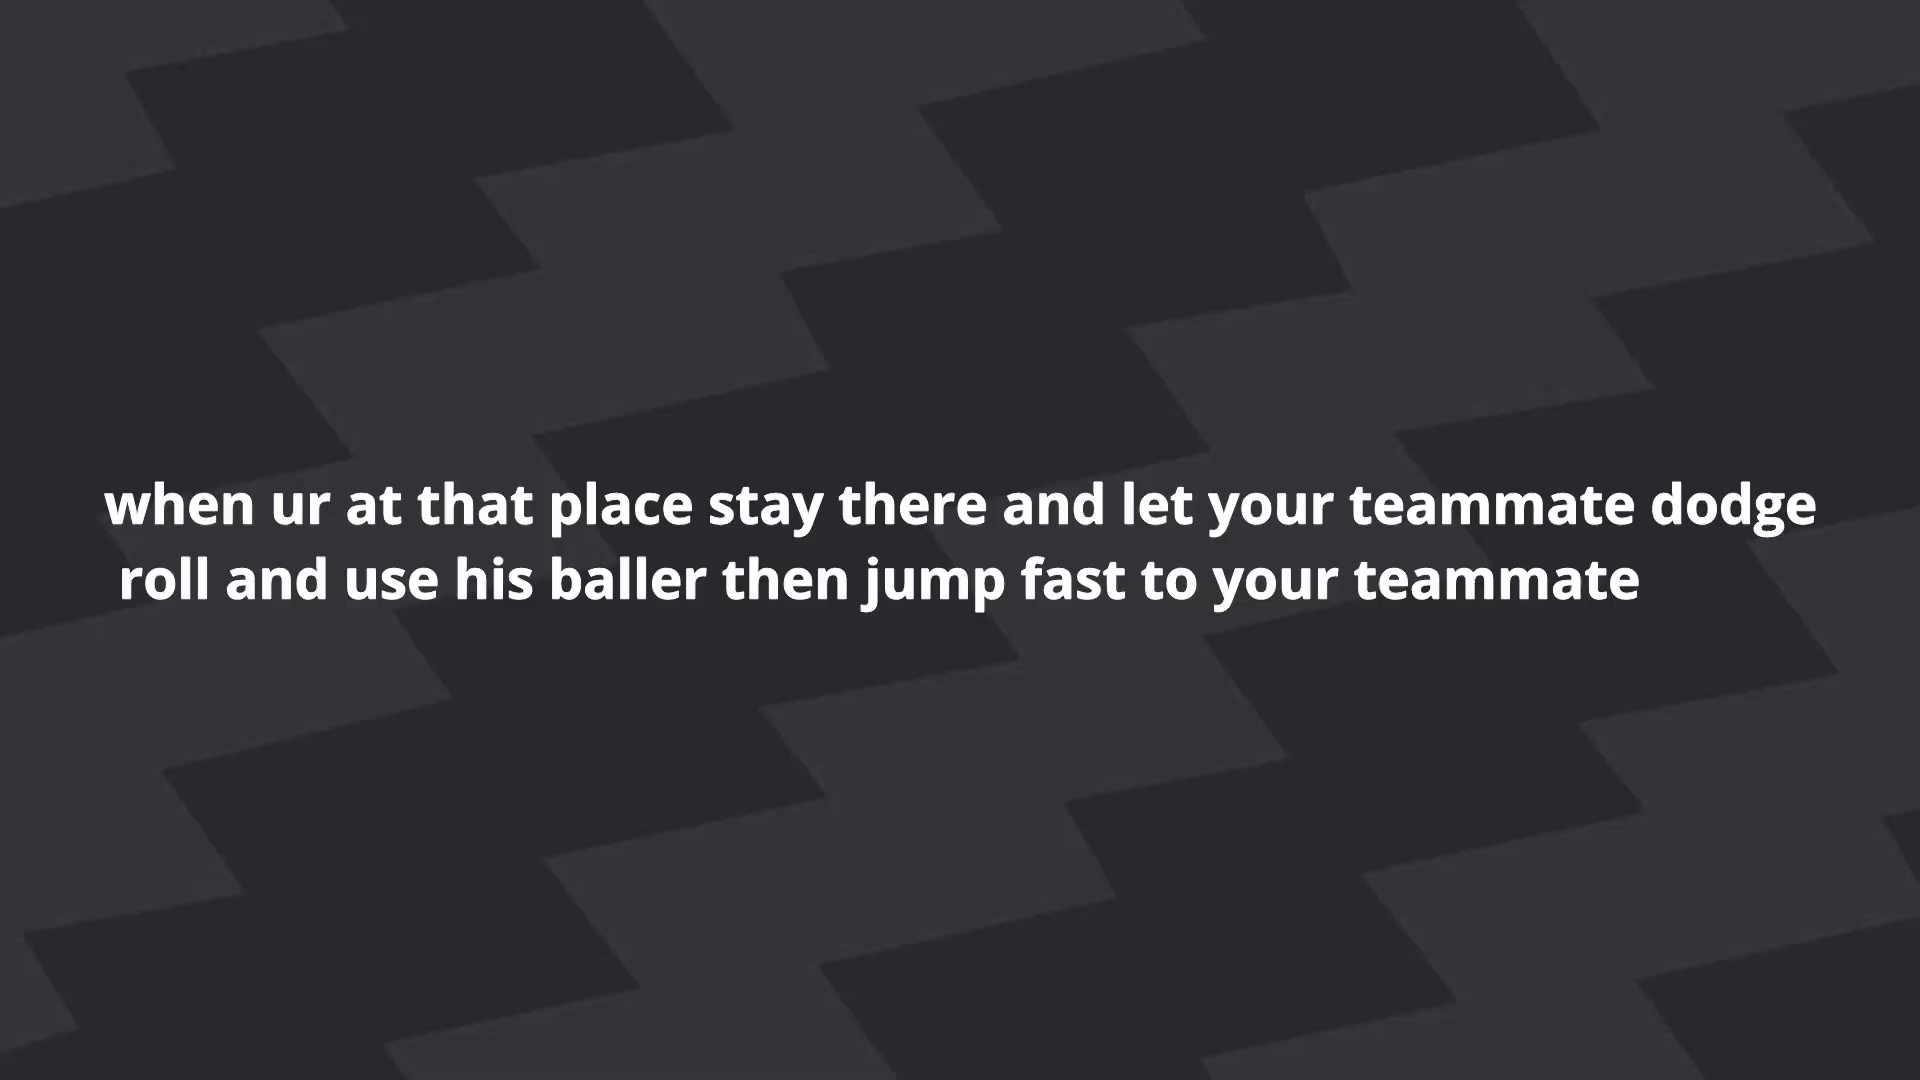 when ur at that place stay there and let your teammate dodge
roll and use his baller then jump fast to your teammate